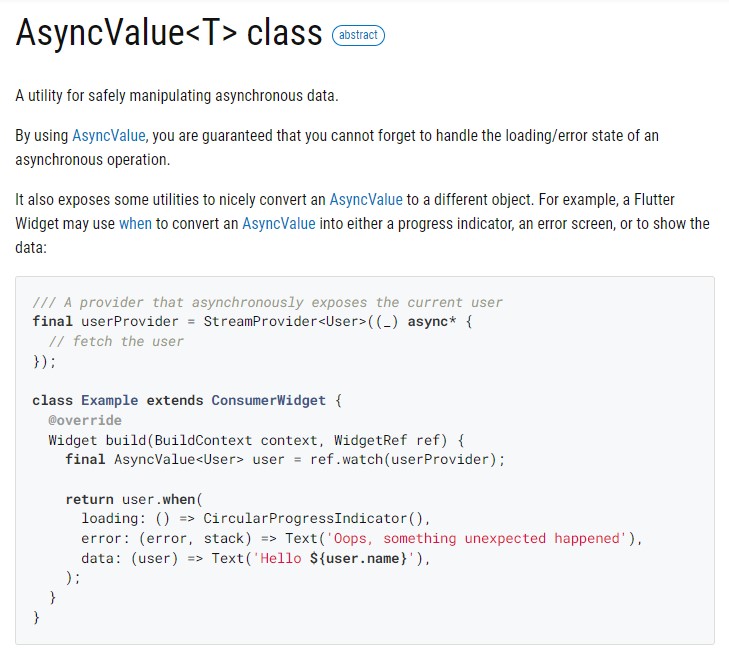 AsyncValue<T> class abstract
A utility for safely manipulating asynchronous data.
By using AsyncValue, you are guaranteed that you cannot forget to handle the loading/error state of an
asynchronous operation.
It also exposes some utilities to nicely convert an AsyncValue to a different object. For example, a Flutter
Widget may use when to convert an AsyncValue into either a progress indicator, an error screen, or to show the
data:
/// A provider that asynchronously exposes the current user
final userProvider = StreamProvider<User>((_) async* {
  // fetch the user
});
class Example extends ConsumerWidget {
  @override
  Widget build(BuildContext context, WidgetRef ref) {
    final AsyncValue<User> user = ref.watch(userProvider);
    return user.when(
      loading: () => CircularProgressIndicator(),
      error: (error, stack) => Text('Oops, something unexpected happened'),
      data: (user) => Text('Hello ${user.name}'),
    );
  }
}